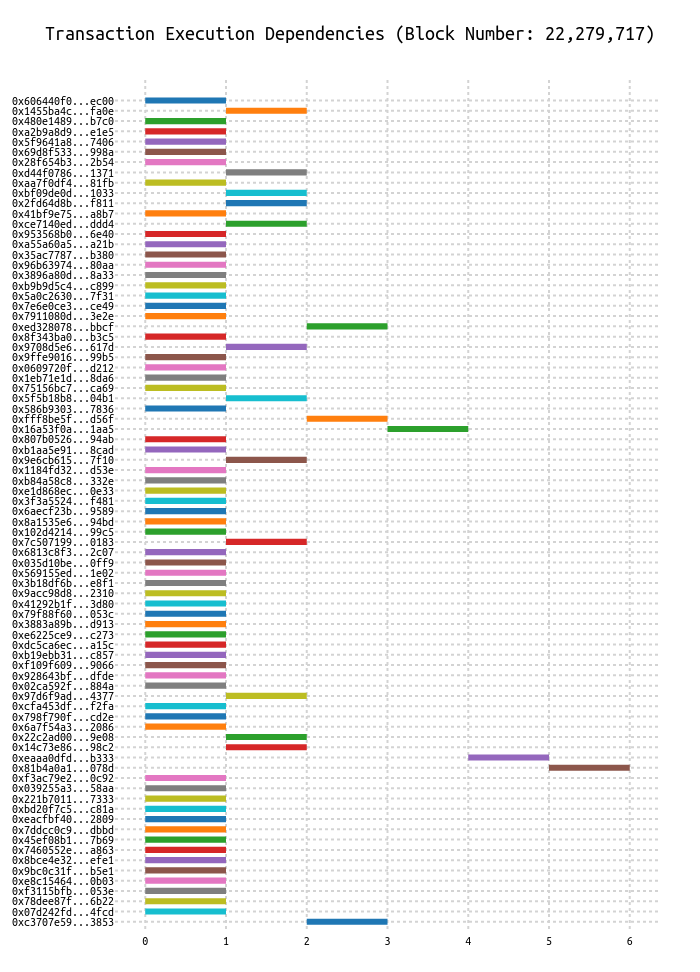 Transaction Execution Dependencies (Block Number: 22,279,717)
0x606440f0...ec00
0x1455ba4c...fa0e
0x480e1489...b7c0
0xa2b9a8d9...e1e5
0x5f9641a8...7406
0x69d8f533...998a
0x28f654b3...2b54
0xd44f0786...1371
0xaa7f0df4...81fb
0xbf09de0d...1033
0x2fd64d8b...f811
0x41bf9e75...a8b7
0xce7140ed...ddd4
0x953568b0...6e40
0xa55a60a5...a21b
0x35ac7787...b380
0x96b63974...80aa
0x3896a80d...8a33
0xb9b9d5c4...c899
0x5a0c2630...7f31
0x7e6e0ce3...ce49
0x7911080d...3e2e
0xed328078...bbcf
0x8f343ba0...b3c5
0x9708d5e6...617d
0x9ffe9016...99b5
0x0609720f...d212
0x1eb71e1d...8da6
0x75156bc7...ca69
0x5f5b18b8...04b1
0x586b9303...7836
0xfff8be5f...d56f
0x16a53f0a...1aa5
0x807b0526...94ab
0xb1aa5e91...8cad
0x9e6cb615...7f10
0x1184fd32...d53e
0xb84a58c8...332e
0xe1d868ec...0e33
0x3f3a5524...f481
0x6aecf23b...9589
0x8a1535e6...94bd
0x102d4214...99c5
0x7c507199...0183
0x6813c8f3...2c07
0x035d10be...0ff9
0x569155ed...1e02
0x3b18df6b...e8f1
0x9acc98d8...2310
0x41292b1f...3d80
0x79f88f60...053c
0x3883a89b...d913
0xe6225ce9...c273
0xdc5ca6ec...a15c
0xb19ebb31...c857
0xf109f609...9066
0x928643bf...dfde
0x02ca592f...884a
0x97d6f9ad...4377
0xcfa453df...f2fa
0x798f790f...cd2e
0x6a7f54a3...2086
0x22c2ad00...9e08
0x14c73e86...98c2
0xeaaa0dfd...b333
0x81b4a0a1...078d
0xf3ac79e2...0c92
0x039255a3...58aa
0x221b7011...7333
0xbd20f7c5...c81a
0xeacfbf40...2809
0x7ddcc0c9...dbbd
0x45ef08b1...7b69
0x7460552e...a863
0x8bce4e32...efe1
0x9bc0c31f...b5e1
0xe8c15464...0b03
0xf3115bfb...053e
0x78dee87f...6b22
0x07d242fd...4fcd
0xc3707e59...3853
0 1 2 3 4 5 6